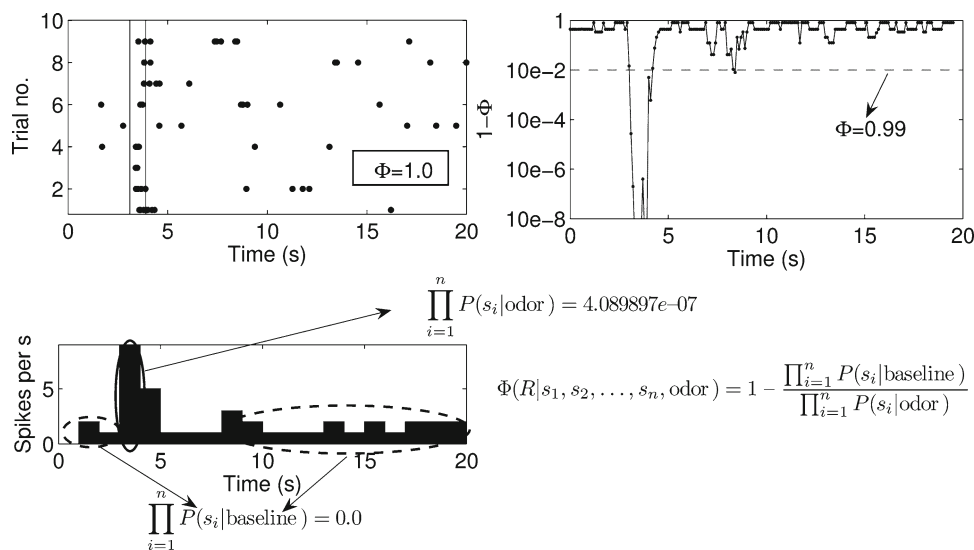 10
8
6
4
2
Trial no.
Φ=1.0
0 5 10 15 20
Time (s)
1
10e−2
10e−4
10e−6
10e−8
1−Φ
Φ=0.99
0 5 10 15 20
Time (s)
∏_{i=1}^{n} P(s_i|odor) = 4.089897e–07
5
0
Spikes per s
0 5 10 15 20
Time (s)
Φ(R|s_1, s_2, . . . , s_n, odor) = 1 - \frac{∏_{i=1}^{n} P(s_i|baseline)}{∏_{i=1}^{n} P(s_i|odor)}
∏_{i=1}^{n} P(s_i|baseline) = 0.0